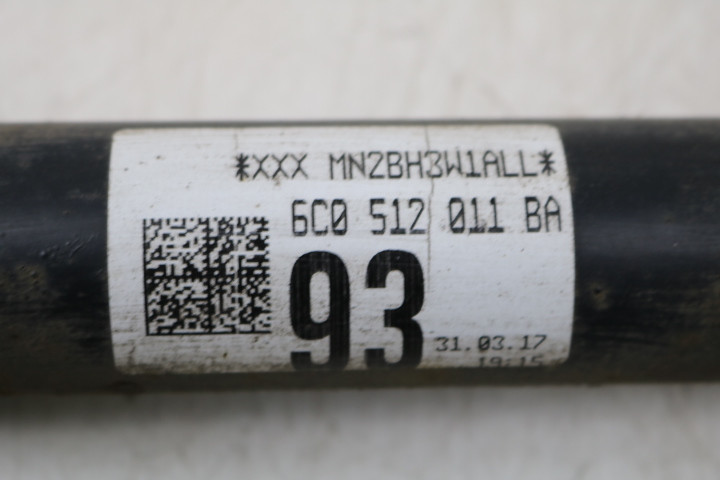 *XXX MN2BH3W1ALL*
6C0 512 011 BA
93
31.03.17
19:15